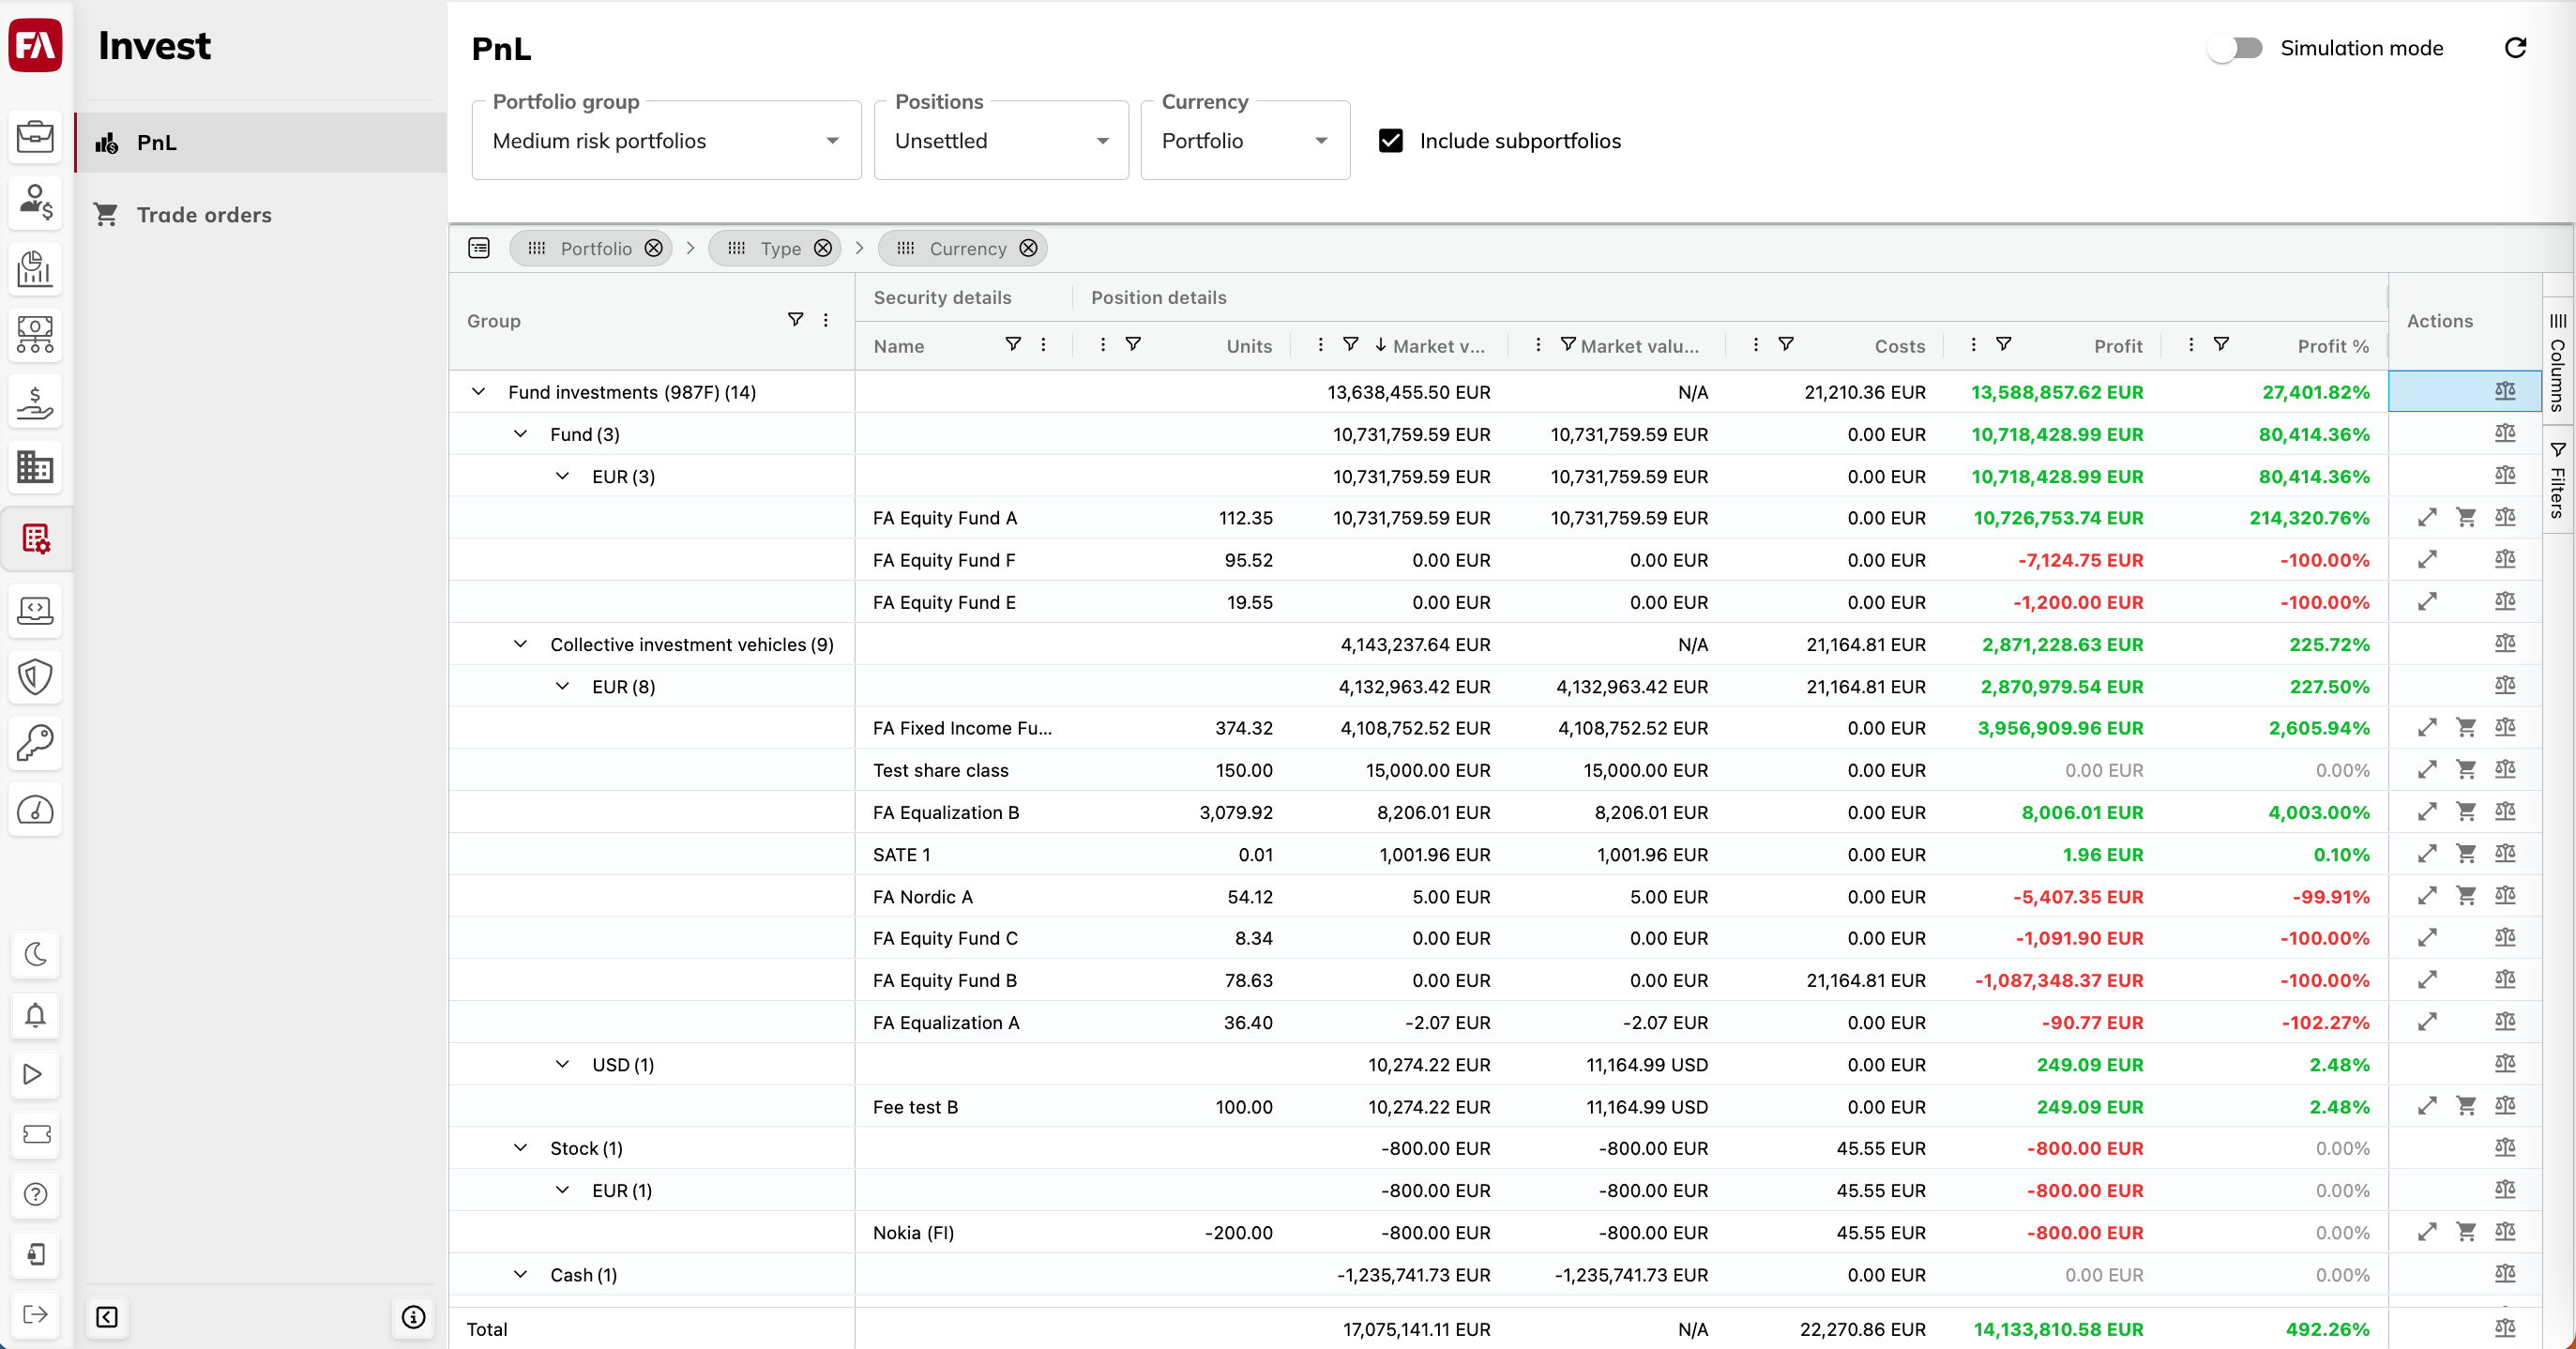 FA
Invest
PnL
Trade orders
PnL
Simulation mode
Portfolio group
Medium risk portfolios
Positions
Unsettled
Currency
Portfolio
Include subportfolios
Portfolio
Type
Currency
Group
Security details
Position details
Actions
Name
Units
Market v...
Market valu...
Costs
Profit
Profit %
Columns
Filters
Fund investments (987F) (14) 13,638,455.50 EUR N/A 21,210.36 EUR 13,588,857.62 EUR 27,401.82%
Fund (3) 10,731,759.59 EUR 10,731,759.59 EUR 0.00 EUR 10,718,428.99 EUR 80,414.36%
EUR (3) 10,731,759.59 EUR 10,731,759.59 EUR 0.00 EUR 10,718,428.99 EUR 80,414.36%
FA Equity Fund A 112.35 10,731,759.59 EUR 10,731,759.59 EUR 0.00 EUR 10,726,753.74 EUR 214,320.76%
FA Equity Fund F 95.52 0.00 EUR 0.00 EUR 0.00 EUR -7,124.75 EUR -100.00%
FA Equity Fund E 19.55 0.00 EUR 0.00 EUR 0.00 EUR -1,200.00 EUR -100.00%
Collective investment vehicles (9) 4,143,237.64 EUR N/A 21,164.81 EUR 2,871,228.63 EUR 225.72%
EUR (8) 4,132,963.42 EUR 4,132,963.42 EUR 21,164.81 EUR 2,870,979.54 EUR 227.50%
FA Fixed Income Fu... 374.32 4,108,752.52 EUR 4,108,752.52 EUR 0.00 EUR 3,956,909.96 EUR 2,605.94%
Test share class 150.00 15,000.00 EUR 15,000.00 EUR 0.00 EUR 0.00 EUR 0.00%
FA Equalization B 3,079.92 8,206.01 EUR 8,206.01 EUR 0.00 EUR 8,006.01 EUR 4,003.00%
SATE 1 0.01 1,001.96 EUR 1,001.96 EUR 0.00 EUR 1.96 EUR 0.10%
FA Nordic A 54.12 5.00 EUR 5.00 EUR 0.00 EUR -5,407.35 EUR -99.91%
FA Equity Fund C 8.34 0.00 EUR 0.00 EUR 0.00 EUR -1,091.90 EUR -100.00%
FA Equity Fund B 78.63 0.00 EUR 0.00 EUR 21,164.81 EUR -1,087,348.37 EUR -100.00%
FA Equalization A 36.40 -2.07 EUR -2.07 EUR 0.00 EUR -90.77 EUR -102.27%
USD (1) 10,274.22 EUR 11,164.99 USD 0.00 EUR 249.09 EUR 2.48%
Fee test B 100.00 10,274.22 EUR 11,164.99 USD 0.00 EUR 249.09 EUR 2.48%
Stock (1) -800.00 EUR -800.00 EUR 45.55 EUR -800.00 EUR 0.00%
EUR (1) -800.00 EUR -800.00 EUR 45.55 EUR -800.00 EUR 0.00%
Nokia (FI) -200.00 -800.00 EUR -800.00 EUR 45.55 EUR -800.00 EUR 0.00%
Cash (1) -1,235,741.73 EUR -1,235,741.73 EUR 0.00 EUR 0.00 EUR 0.00%
Total 17,075,141.11 EUR N/A 22,270.86 EUR 14,133,810.58 EUR 492.26%